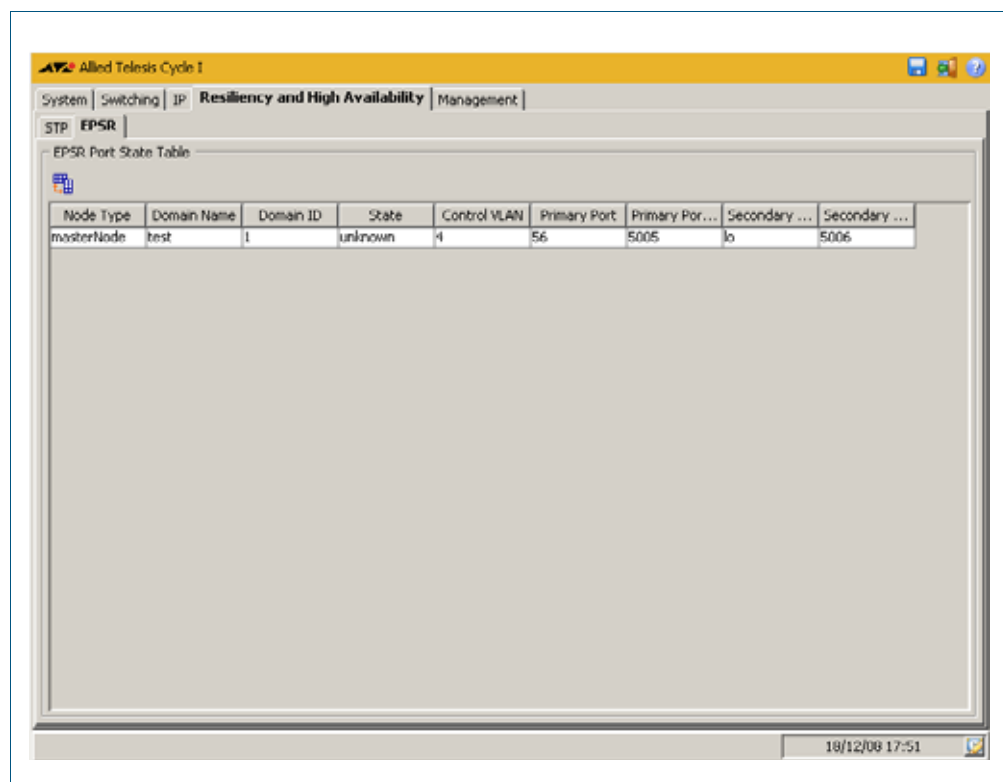 Allied Telesis Cycle I
System Switching IP Resiliency and High Availability Management
STP EPSR
EPSR Port State Table
Node Type Domain Name Domain ID State Control VLAN Primary Port Primary Por... Secondary ... Secondary ...
masterNode test 1 unknown 4 56 5005 lo 5006
18/12/08 17:51